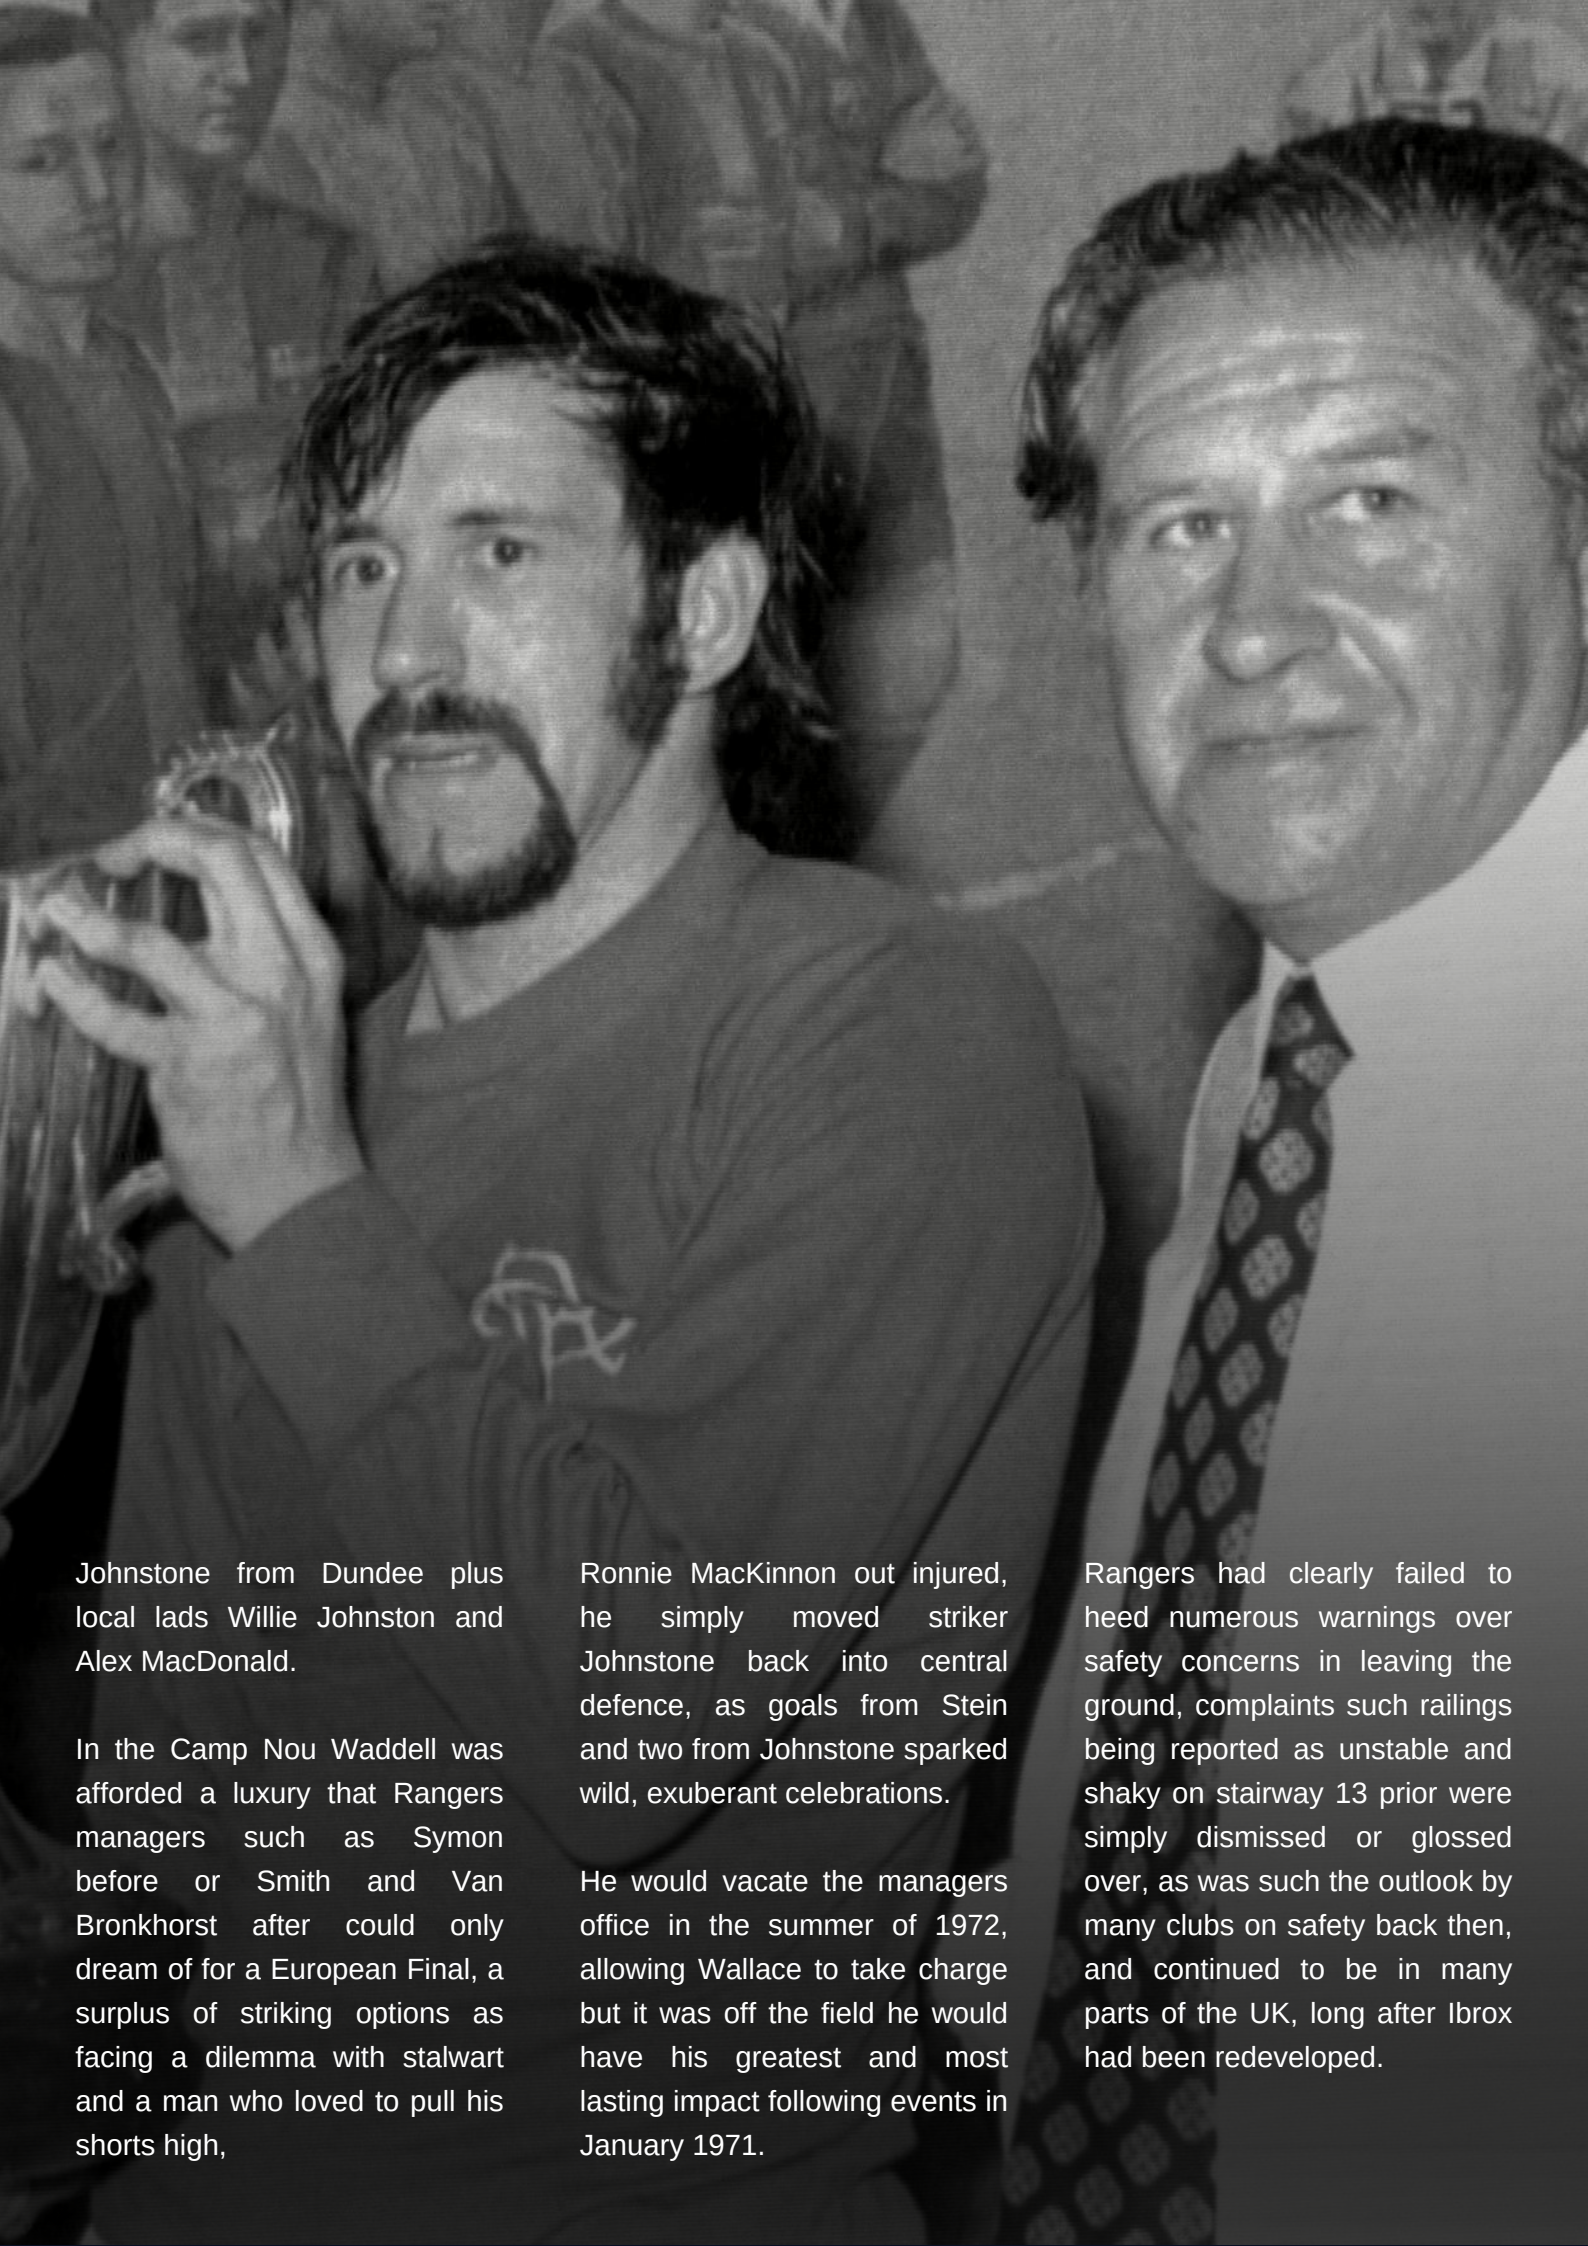 Johnstone from Dundee plus
local lads Willie Johnston and
Alex MacDonald.
In the Camp Nou Waddell was
afforded a luxury that Rangers
managers such as Symon
before or Smith and Van
Bronkhorst after could only
dream of for a European Final, a
surplus of striking options as
facing a dilemma with stalwart
and a man who loved to pull his
shorts high,
Ronnie MacKinnon out injured,
he simply moved striker
Johnstone back into central
defence, as goals from Stein
and two from Johnstone sparked
wild, exuberant celebrations.
He would vacate the managers
office in the summer of 1972,
allowing Wallace to take charge
but it was off the field he would
have his greatest and most
lasting impact following events in
January 1971.
Rangers had clearly failed to
heed numerous warnings over
safety concerns in leaving the
ground, complaints such railings
being reported as unstable and
shaky on stairway 13 prior were
simply dismissed or glossed
over, as was such the outlook by
many clubs on safety back then,
and continued to be in many
parts of the UK, long after Ibrox
had been redeveloped.